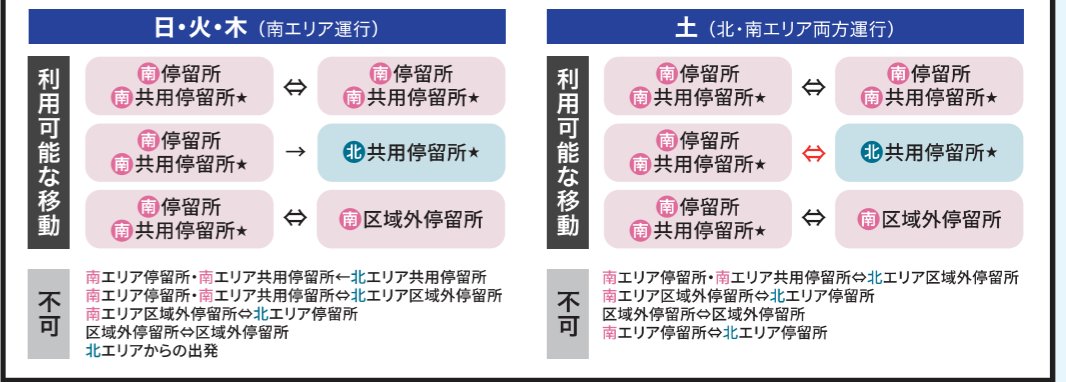 日・火・木（南エリア運行）
利用可能な移動
南停留所
南共用停留所★
⇔
南停留所
南共用停留所★
南停留所
南共用停留所★
→
北共用停留所★
南停留所
南共用停留所★
⇔
南区域外停留所
不可
南エリア停留所・南エリア共用停留所←北エリア共用停留所
南エリア停留所・南エリア共用停留所⇔北エリア区域外停留所
南エリア区域外停留所⇔北エリア停留所
区域外停留所⇔区域外停留所
北エリアからの出発
土（北・南エリア両方運行）
利用可能な移動
南停留所
南共用停留所★
⇔
南停留所
南共用停留所★
南停留所
南共用停留所★
⇔
北共用停留所★
南停留所
南共用停留所★
⇔
南区域外停留所
不可
南エリア停留所・南エリア共用停留所⇔北エリア区域外停留所
南エリア区域外停留所⇔北エリア停留所
区域外停留所⇔区域外停留所
南エリア停留所⇔北エリア停留所